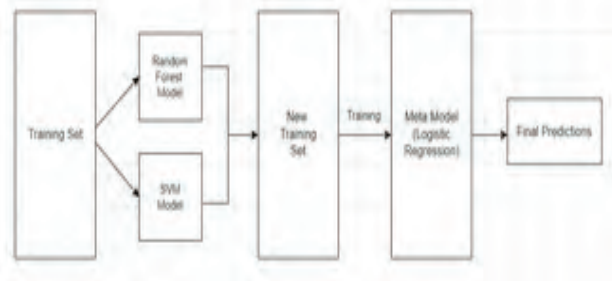 Training Set
Random
Forest
Model
SVM
Model
New
Training
Set
Training
Meta Model
(Logistic
Regression)
Final Predictions